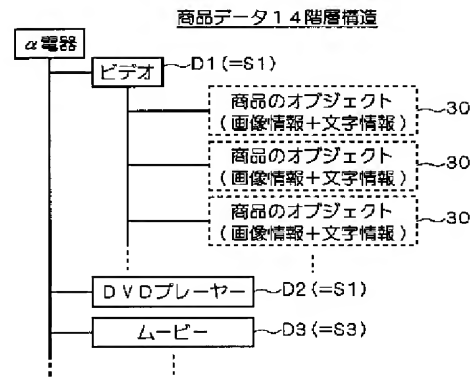 商品データ14階層構造
α電器
ビデオ
D1(=S1)
商品のオブジェクト
(画像情報+文字情報)
30
商品のオブジェクト
(画像情報+文字情報)
30
商品のオブジェクト
(画像情報+文字情報)
30
DVDプレーヤー
D2(=S1)
ムービー
D3(=S3)